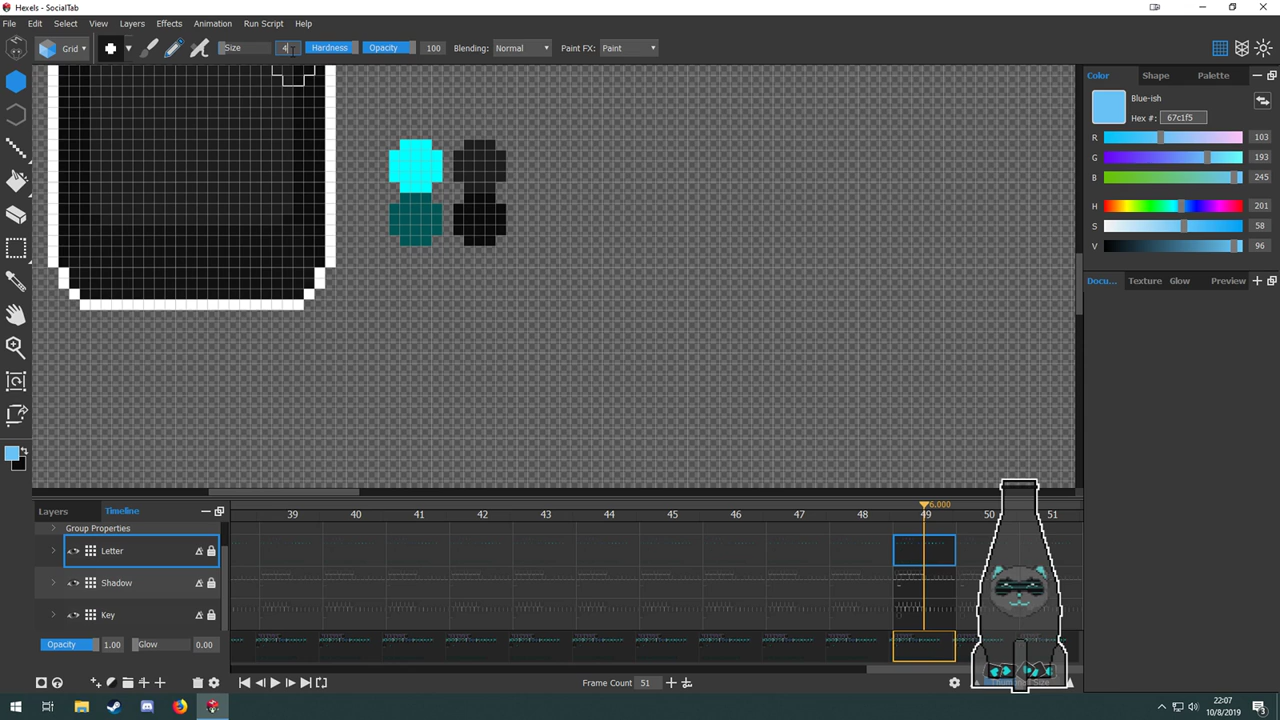 Hexels - SocialTab
File Edit Select View Layers Effects Animation Run Script Help
Grid Size 4 Hardness Opacity 100 Blending: Normal Paint FX: Paint
Color Shape Palette
Blue-ish
Hex #: 67c1f5
R 103
G 193
B 245
H 201
S 58
V 96
Docu... Texture Glow Preview
Layers Timeline
6.000
39 40 41 42 43 44 45 46 47 48 49 50 51
Group Properties
Letter
Shadow
Key
Opacity 1.00 Glow 0.00
Frame Count 51
Size
22:07
10/8/2019
3